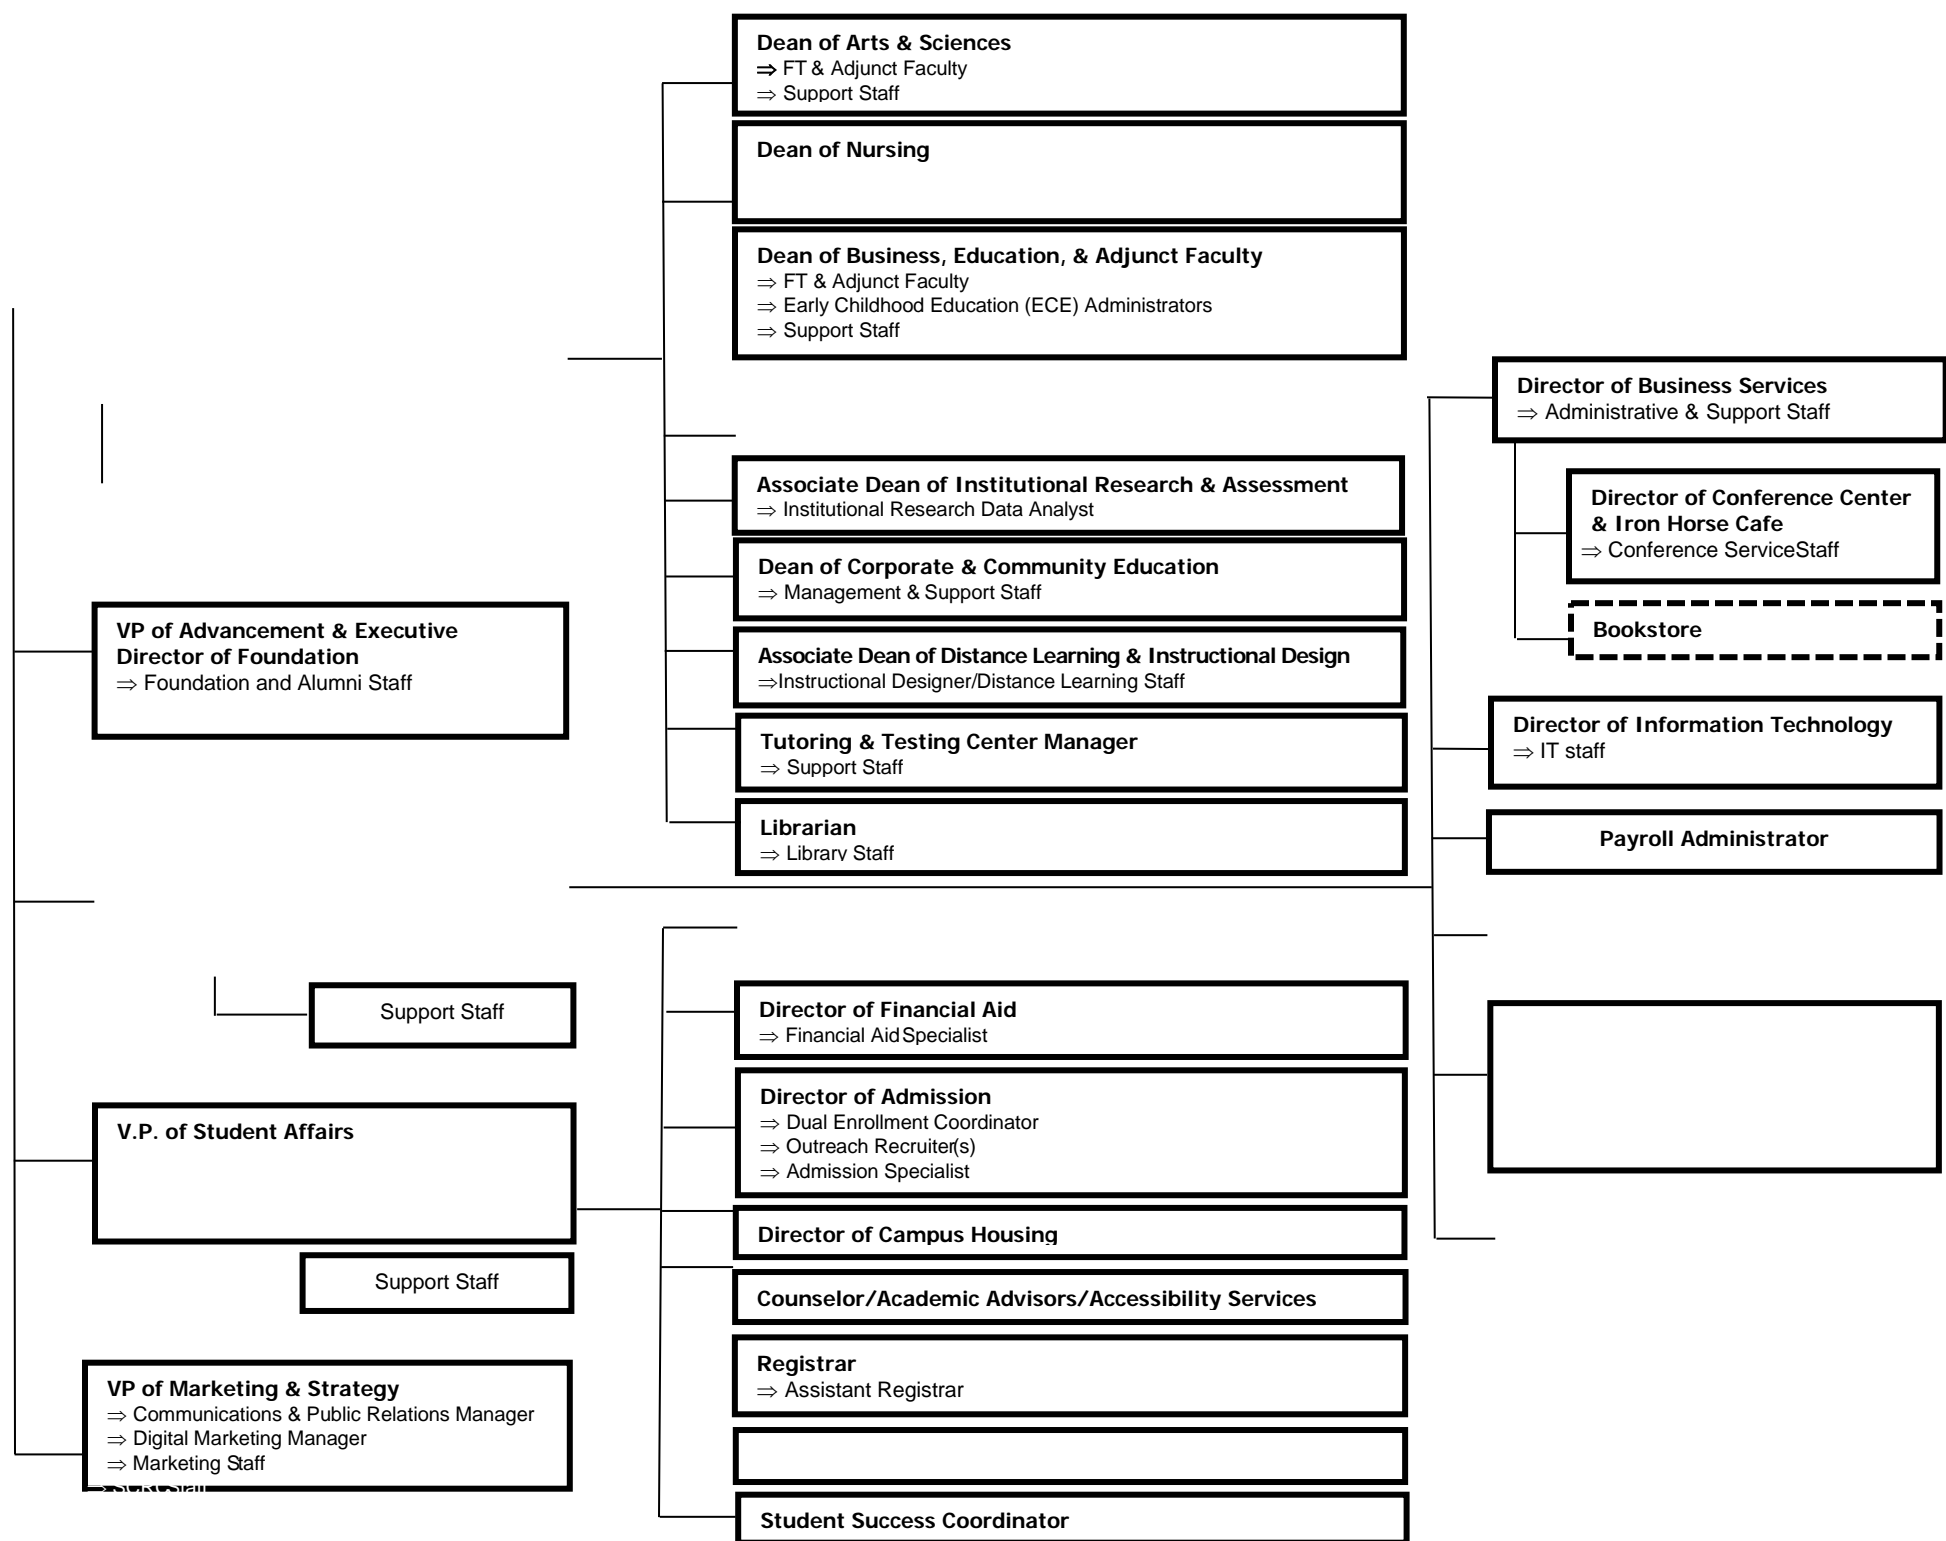 Dean of Arts & Sciences
⇒ FT & Adjunct Faculty
⇒ Support Staff
Dean of Nursing
Dean of Business, Education, & Adjunct Faculty
⇒ FT & Adjunct Faculty
⇒ Early Childhood Education (ECE) Administrators
⇒ Support Staff
Associate Dean of Institutional Research & Assessment
⇒ Institutional Research Data Analyst
Dean of Corporate & Community Education
⇒ Management & Support Staff
Associate Dean of Distance Learning & Instructional Design
⇒Instructional Designer/Distance Learning Staff
Tutoring & Testing Center Manager
⇒ Support Staff
Librarian
⇒ Library Staff
Director of Business Services
⇒ Administrative & Support Staff
Director of Conference Center
& Iron Horse Cafe
⇒ Conference ServiceStaff
Bookstore
Director of Information Technology
⇒ IT staff
Payroll Administrator
VP of Advancement & Executive
Director of Foundation
⇒ Foundation and Alumni Staff
Support Staff
V.P. of Student Affairs
Support Staff
VP of Marketing & Strategy
⇒ Communications & Public Relations Manager
⇒ Digital Marketing Manager
⇒ Marketing Staff
Director of Financial Aid
⇒ Financial Aid Specialist
Director of Admission
⇒ Dual Enrollment Coordinator
⇒ Outreach Recruiter(s)
⇒ Admission Specialist
Director of Campus Housing
Counselor/Academic Advisors/Accessibility Services
Registrar
⇒ Assistant Registrar
Student Success Coordinator